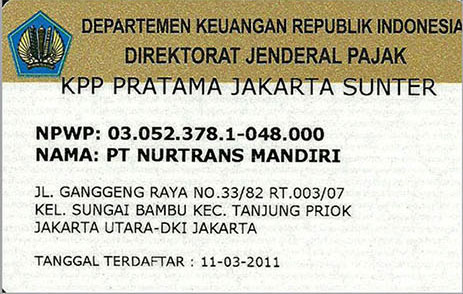 DEPARTEMEN KEUANGAN REPUBLIK INDONESIA
DIREKTORAT JENDERAL PAJAK
KPP PRATAMA JAKARTA SUNTER
NPWP: 03.052.378.1-048.000
NAMA: PT NURTRANS MANDIRI
JL. GANGGENG RAYA NO.33/82 RT.003/07
KEL. SUNGAI BAMBU KEC. TANJUNG PRIOK
JAKARTA UTARA-DKI JAKARTA
TANGGAL TERDAFTAR : 11-03-2011